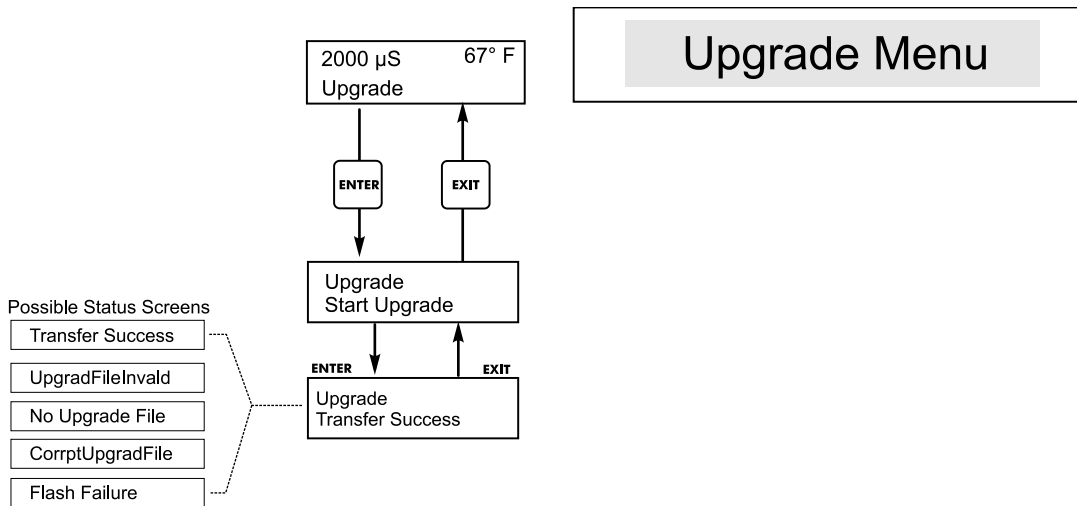 Upgrade Menu
2000 µS 67° F
Upgrade
ENTER EXIT
Upgrade
Start Upgrade
ENTER EXIT
Upgrade
Transfer Success
Possible Status Screens
Transfer Success
UpgradFileInvald
No Upgrade File
CorrptUpgradFile
Flash Failure